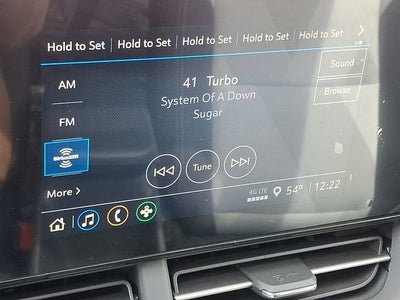 Hold to Set Hold to Set Hold to Set Hold to Set Hold to Set
AM
41 Turbo
Sound
System Of A Down
Browse
Sugar
FM
SiriusXM
Tune
More >
4G LTE
54° 12:22